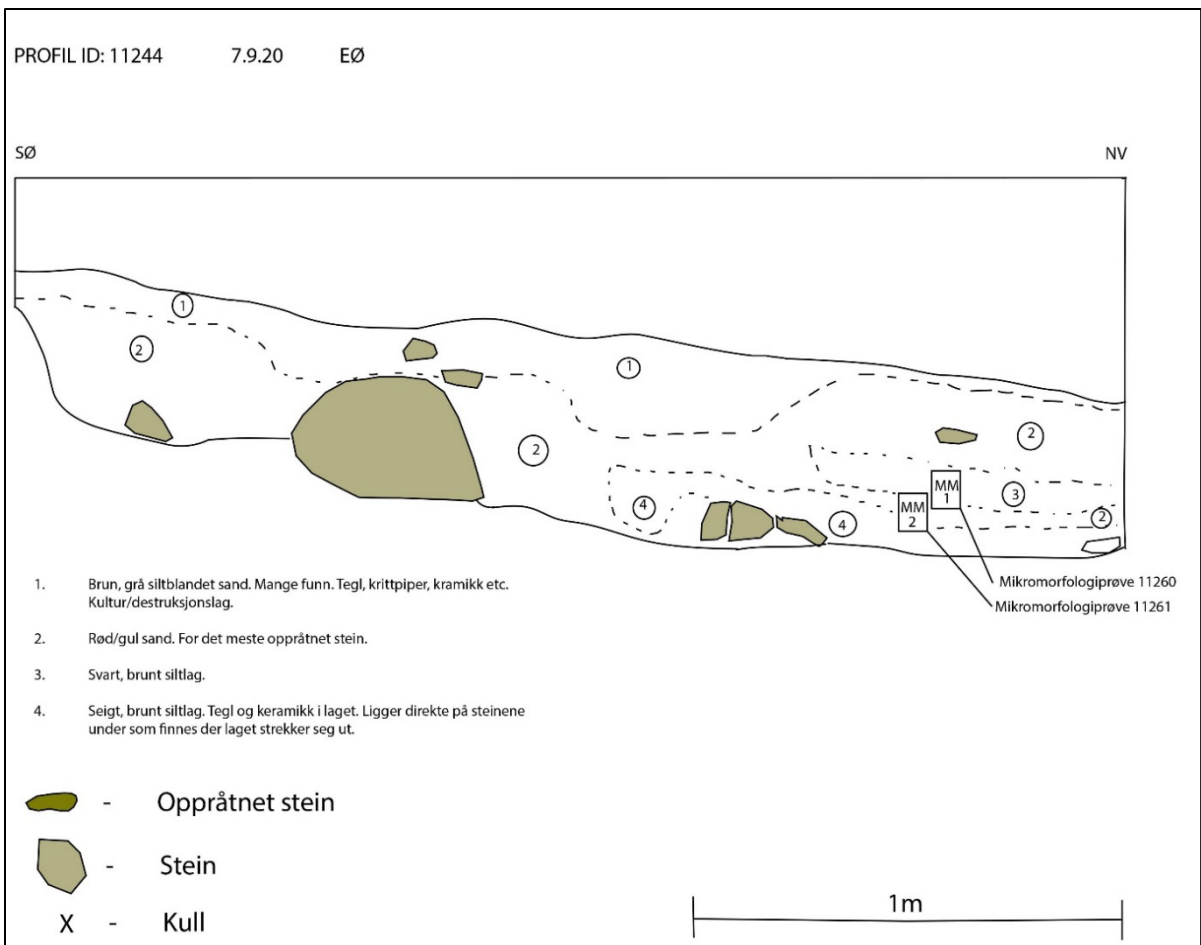 PROFIL ID: 11244 7.9.20 EØ
SØ NV
1
2
1
2
2
3
4
4
2
MM
1
MM
2
Mikromorfologiprøve 11260
Mikromorfologiprøve 11261
1. Brun, grå siltblandet sand. Mange funn. Tegl, krittpiper, kramikk etc.
Kultur/destruksjonslag.
2. Rød/gul sand. For det meste oppråtnet stein.
3. Svart, brunt siltlag.
4. Seigt, brunt siltlag. Tegl og keramikk i laget. Ligger direkte på steinene
under som finnes der laget strekker seg ut.
- Oppråtnet stein
- Stein
X - Kull
1m